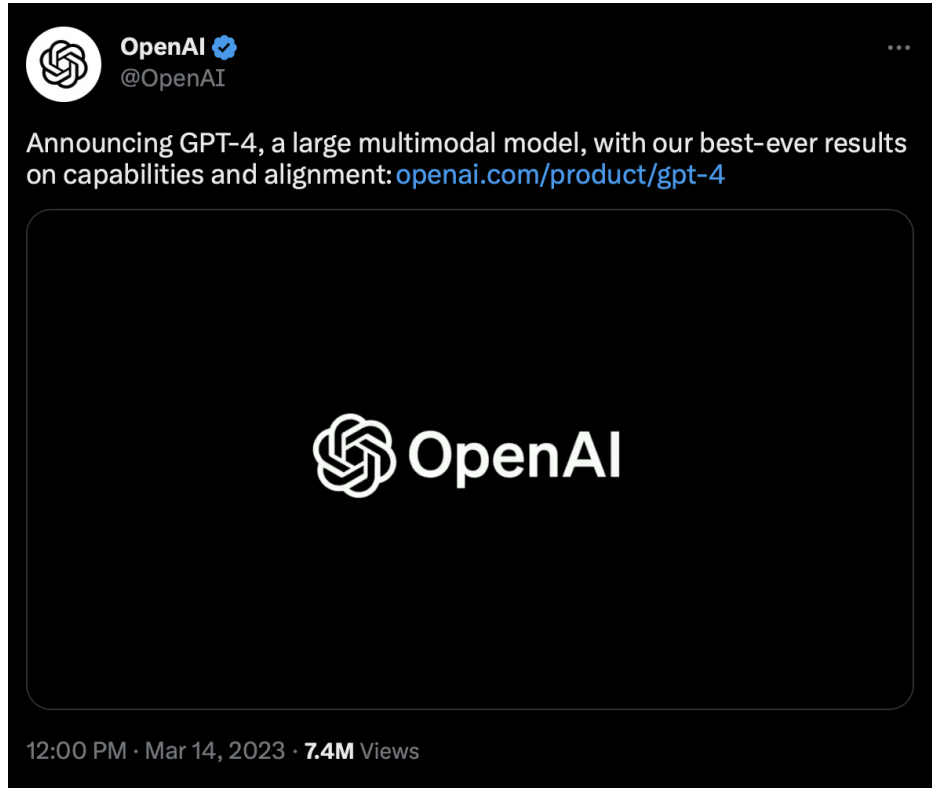 OpenAI
@OpenAI
Announcing GPT-4, a large multimodal model, with our best-ever results
on capabilities and alignment: openai.com/product/gpt-4
OpenAI
12:00 PM · Mar 14, 2023 · 7.4M Views